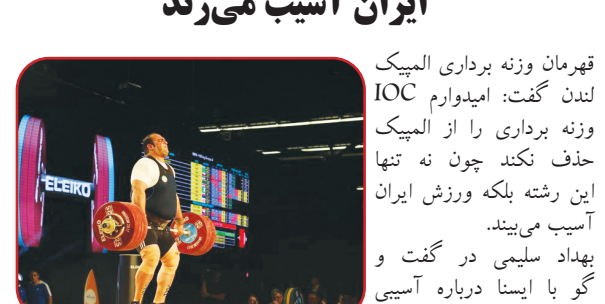 ایران آسیب می‌زند
قهرمان وزنه برداری المپیک
لندن گفت: امیدوارم IOC
وزنه برداری را از المپیک
حذف نکند چون نه تنها
این رشته بلکه ورزش ایران
آسیب می‌بیند.
بهداد سلیمی در گفت و
گو با ایسنا درباره آسیبی
ELEIKO